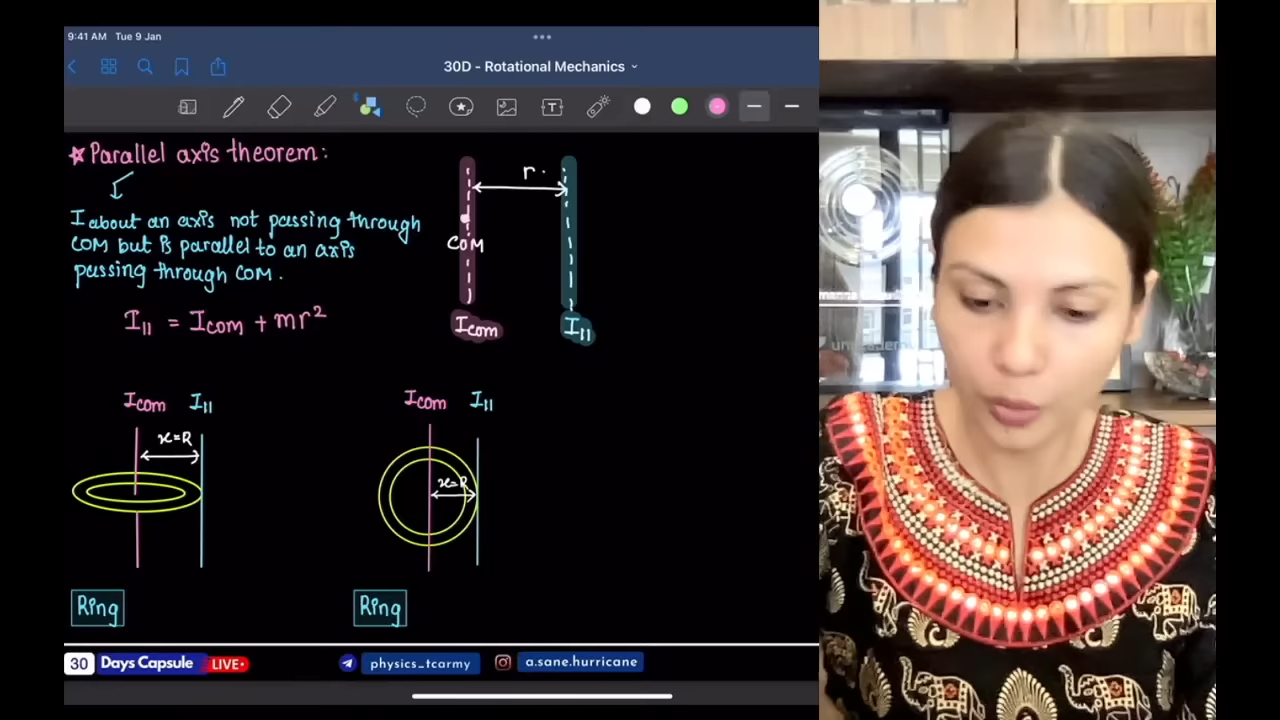 9:41 AM Tue 9 Jan
30D - Rotational Mechanics
☆ Parallel axis theorem:
I about an axis not passing through
COM but is parallel to an axis
passing through COM.
I₁₁ = Icom + mr²
r
COM
Icom I₁₁
Icom I₁₁
x=R
Ring
Icom I₁₁
x=R
Ring
30 Days Capsule LIVE
physics_tcarmy
a.sane.hurricane